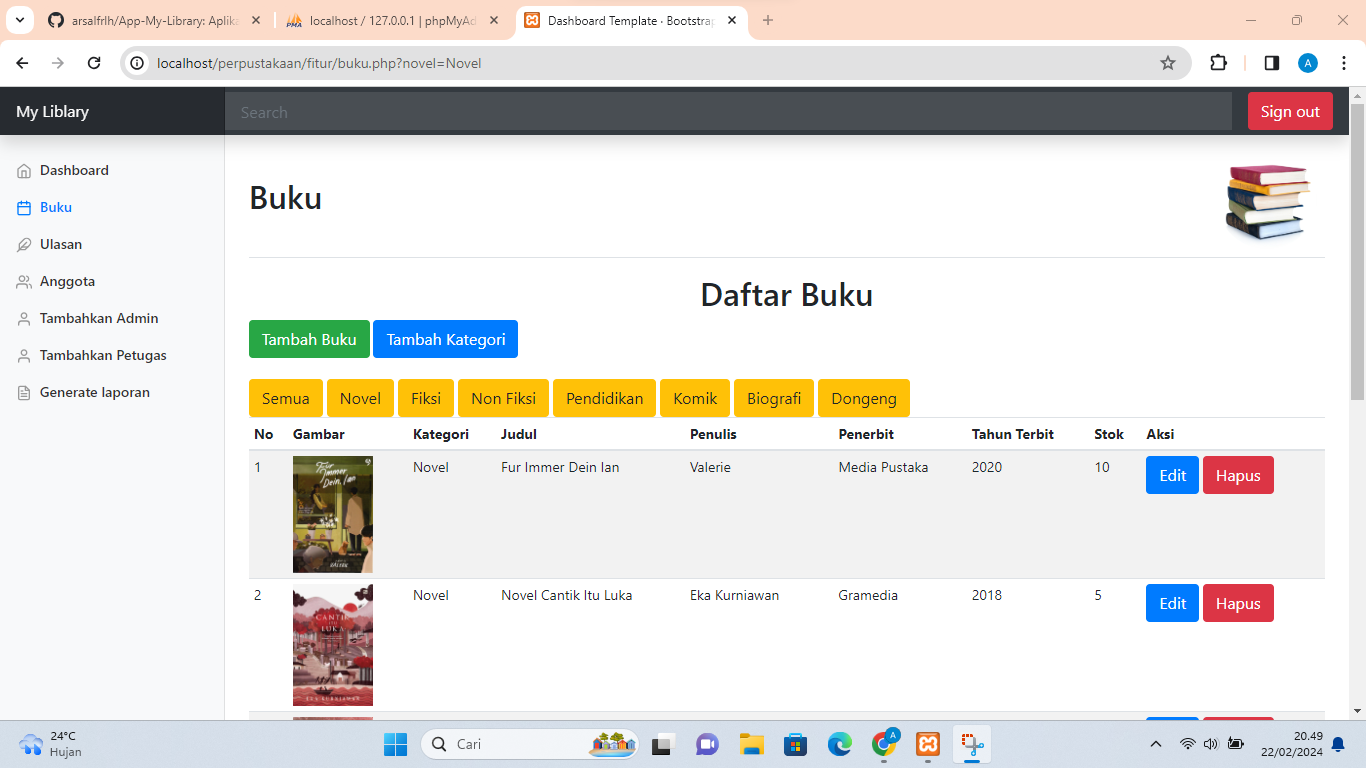 arsalfrlh/App-My-Library: Aplika
localhost / 127.0.0.1 | phpMyAd
Dashboard Template · Bootstrap
localhost/perpustakaan/fitur/buku.php?novel=Novel
A
My Liblary
Search
Sign out
Dashboard
Buku
Ulasan
Anggota
Tambahkan Admin
Tambahkan Petugas
Generate laporan
Buku
Daftar Buku
Tambah Buku Tambah Kategori
Semua Novel Fiksi Non Fiksi Pendidikan Komik Biografi Dongeng
No Gambar Kategori Judul Penulis Penerbit Tahun Terbit Stok Aksi
1 Novel Fur Immer Dein Ian Valerie Media Pustaka 2020 10 Edit Hapus
Für
Immer
Dein, Ian
2 Novel Novel Cantik Itu Luka Eka Kurniawan Gramedia 2018 5 Edit Hapus
CANTIK
ITU
LUKA
EKA KURNIAWAN
24°C
Hujan
Cari
A
20.49
22/02/2024